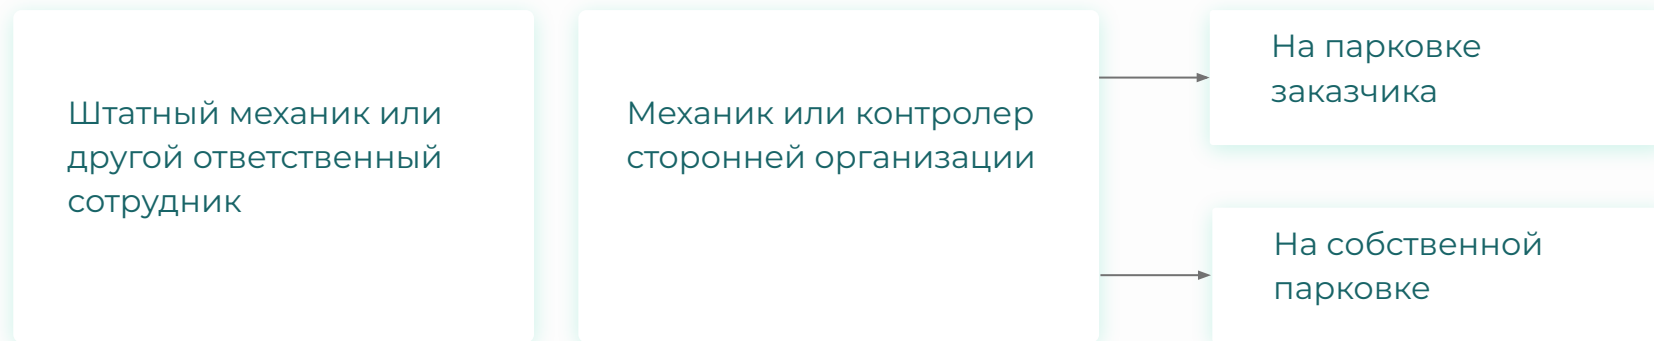 Штатный механик или
другой ответственный
сотрудник
Механик или контролер
сторонней организации
На парковке
заказчика
На собственной
парковке